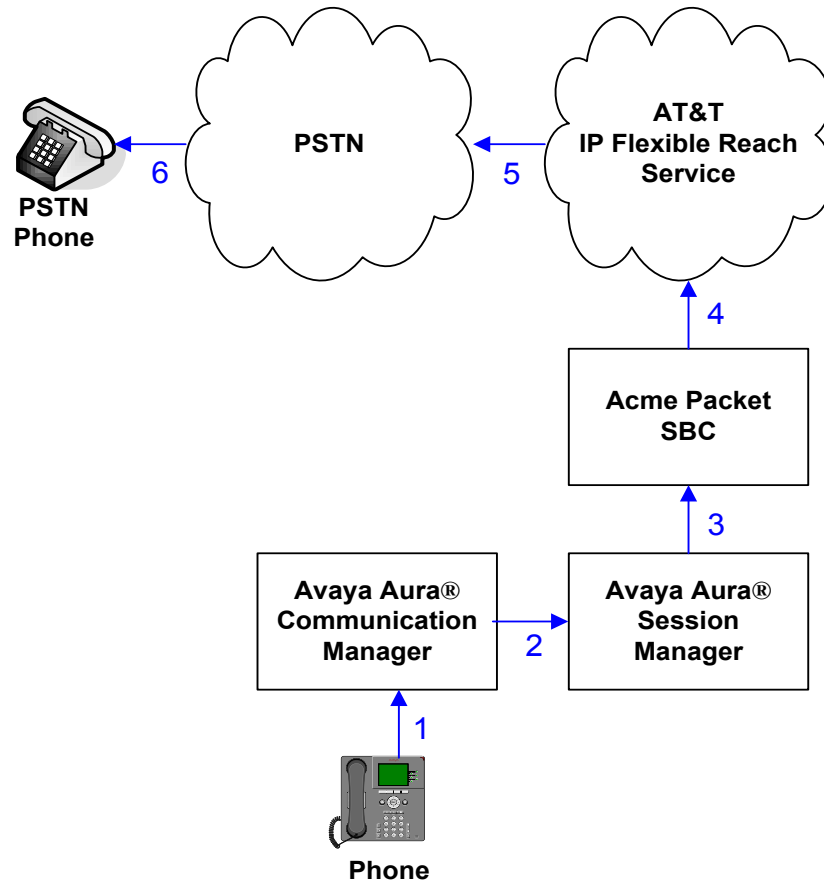 PSTN
AT&T
IP Flexible Reach
Service
6
5
PSTN
Phone
4
Acme Packet
SBC
3
Avaya Aura®
Communication
Manager
2
Avaya Aura®
Session
Manager
1
Phone